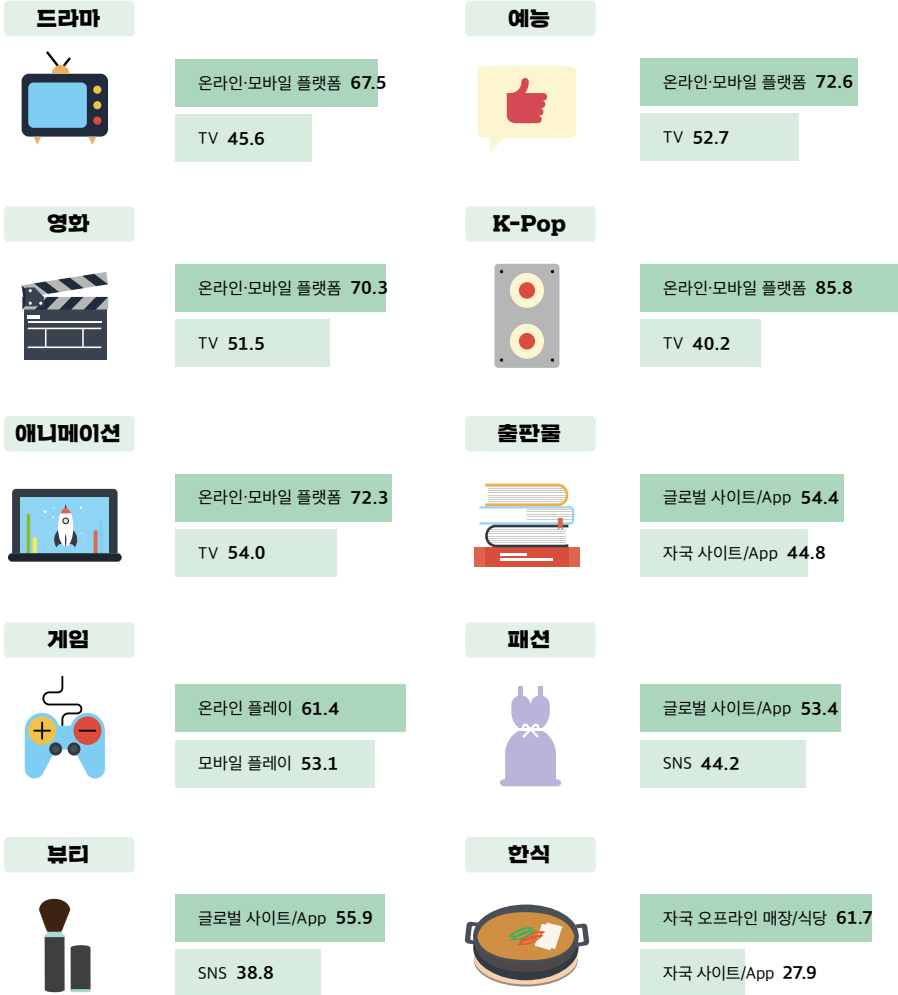 드라마
온라인·모바일 플랫폼 67.5
TV 45.6
예능
온라인·모바일 플랫폼 72.6
TV 52.7
영화
온라인·모바일 플랫폼 70.3
TV 51.5
K-Pop
온라인·모바일 플랫폼 85.8
TV 40.2
애니메이션
온라인·모바일 플랫폼 72.3
TV 54.0
출판물
글로벌 사이트/App 54.4
자국 사이트/App 44.8
게임
온라인 플레이 61.4
모바일 플레이 53.1
패션
글로벌 사이트/App 53.4
SNS 44.2
뷰티
글로벌 사이트/App 55.9
SNS 38.8
한식
자국 오프라인 매장/식당 61.7
자국 사이트/App 27.9